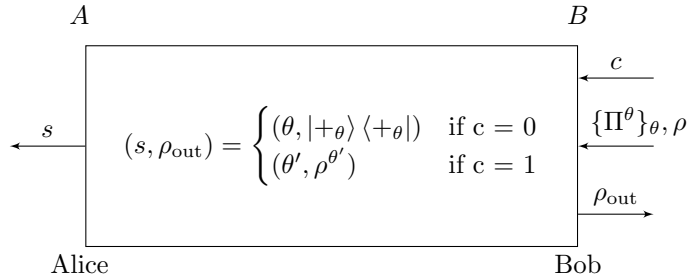 A B
c
s
(s, ρ_out) = { (θ, |+_θ⟩ ⟨+_θ|) if c = 0
(θ′, ρ^θ′) if c = 1
{Π^θ}_θ, ρ
ρ_out
Alice Bob